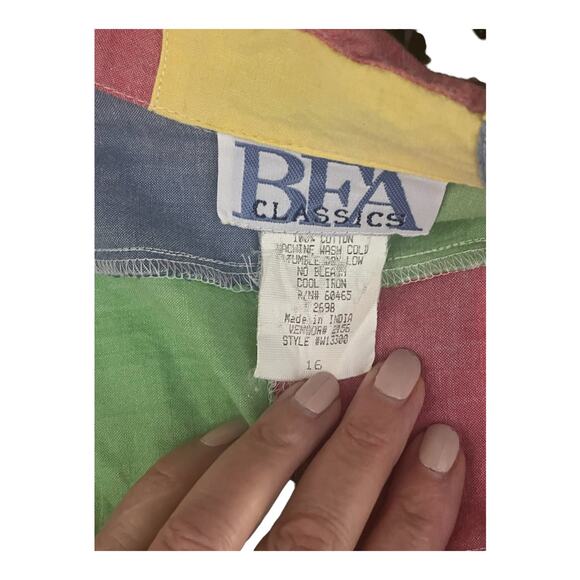 BFA
CLASSICS
100% COTTON
MACHINE WASH COLD
TUMBLE DRY LOW
NO BLEACH
COOL IRON
R/N# 60465
2698
Made in INDIA
VENDOR# 2156
STYLE #W13300
16